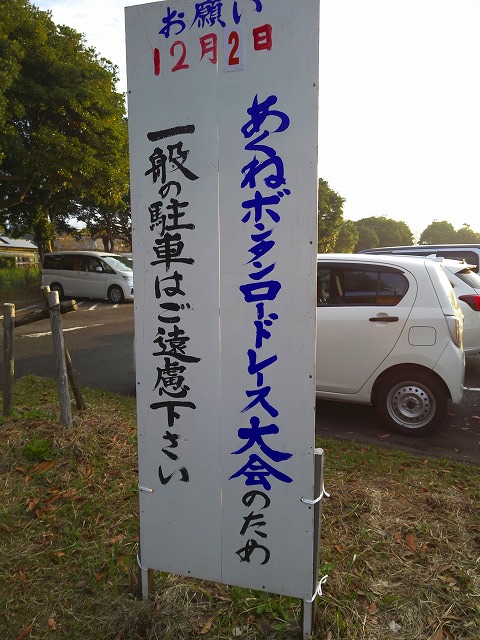 お願い
12月2日
あくねボンタンロードレース大会のため
一般の駐車はご遠慮下さい